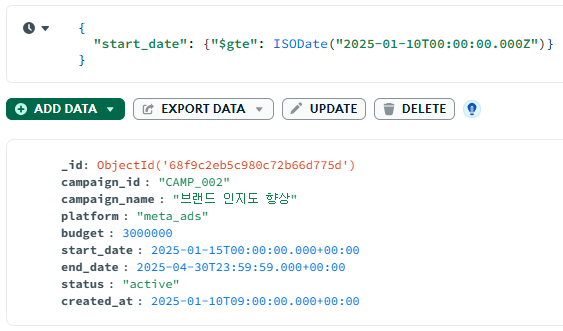 {
"start_date": {"$gte": ISODate("2025-01-10T00:00:00.000Z")}
}
ADD DATA
EXPORT DATA
UPDATE
DELETE
_id: ObjectId('68f9c2eb5c980c72b66d775d')
campaign_id : "CAMP_002"
campaign_name : "브랜드 인지도 향상"
platform : "meta_ads"
budget : 3000000
start_date : 2025-01-15T00:00:00.000+00:00
end_date : 2025-04-30T23:59:59.000+00:00
status : "active"
created_at : 2025-01-10T09:00:00.000+00:00